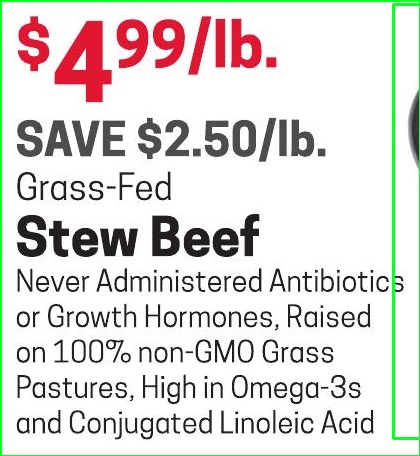 $4.99/lb.
SAVE $2.50/lb.
Grass-Fed
Stew Beef
Never Administered Antibiotics
or Growth Hormones, Raised
on 100% non-GMO Grass
Pastures, High in Omega-3s
and Conjugated Linoleic Acid